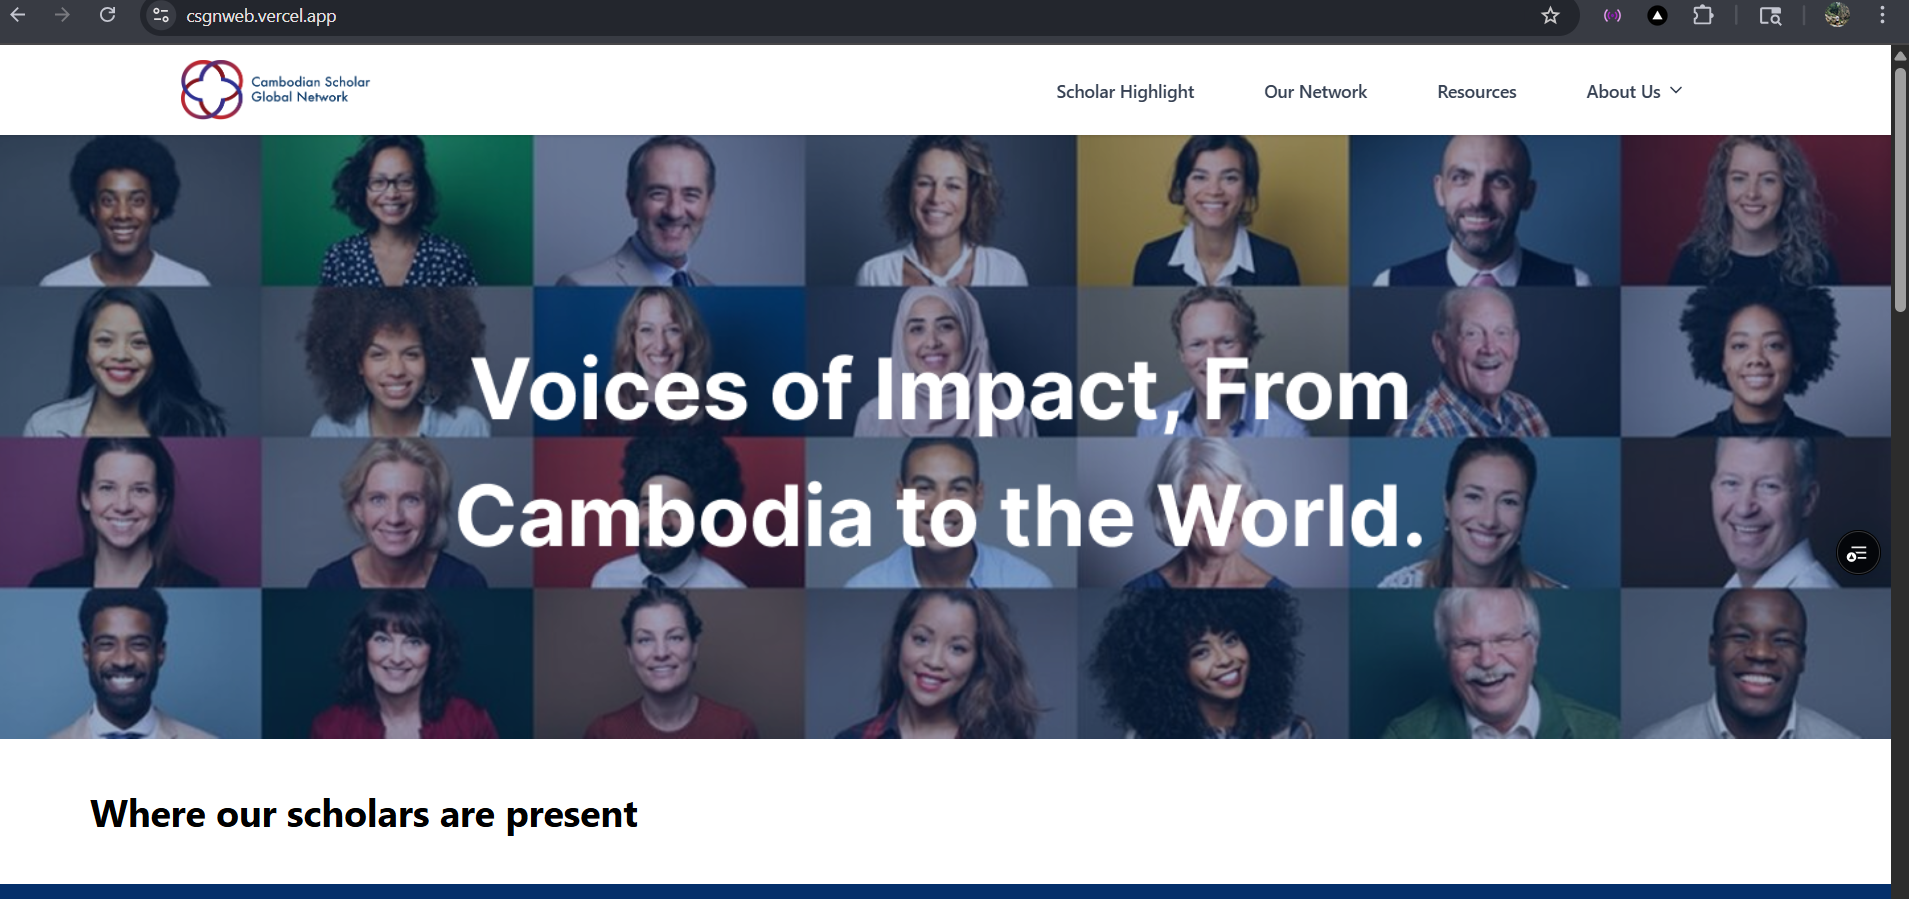 csgnweb.vercel.app
Cambodian Scholar
Global Network
Scholar Highlight
Our Network
Resources
About Us
Voices of Impact, From
Cambodia to the World.
Where our scholars are present